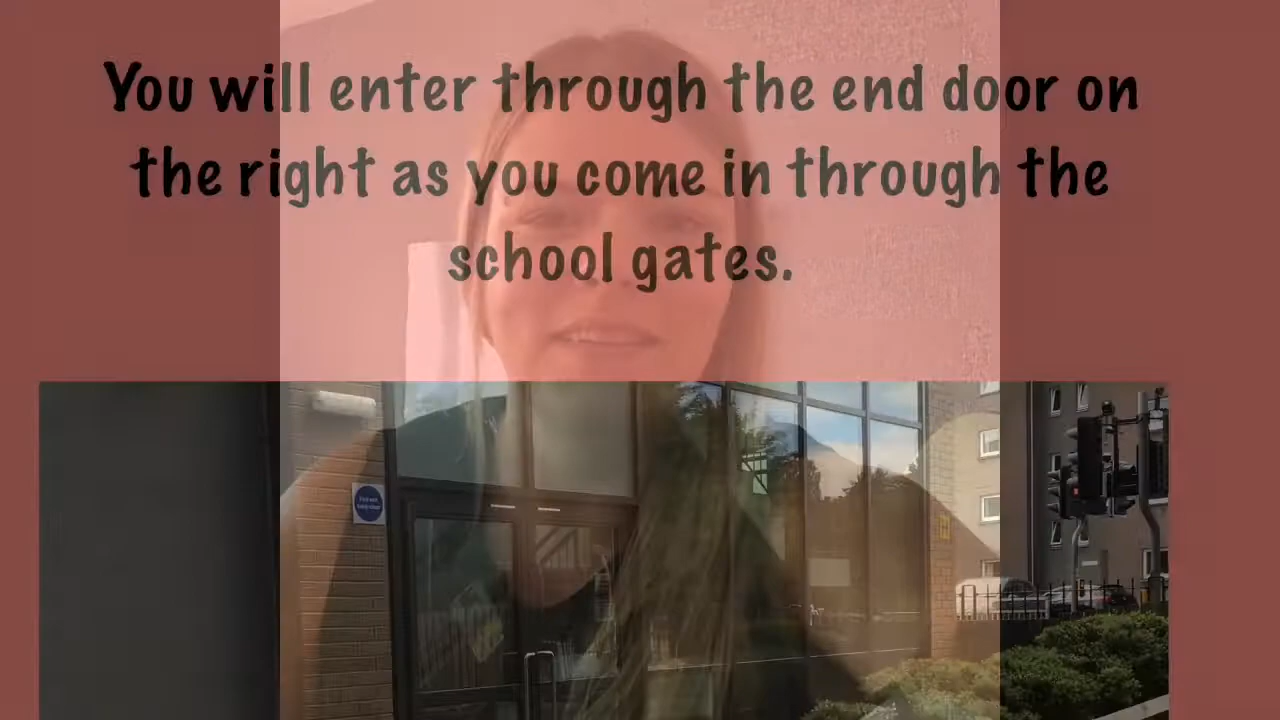 You will enter through the end door on
the right as you come in through the
school gates.